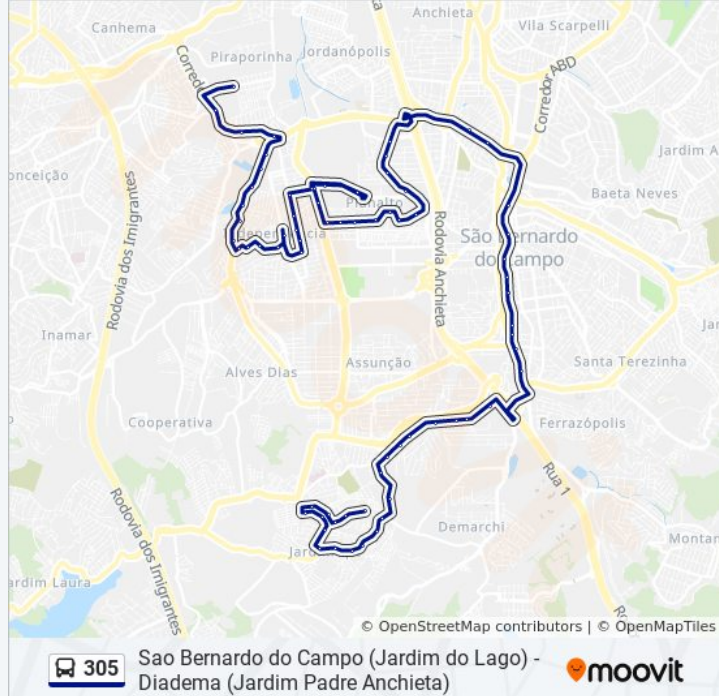 Anchieta
Canhema
Vila Scarpelli
Piraporinha
Jordanópolis
Corredor ABD
Corred
Jardim A
onceição
Planalto
Baeta Neves
Rodovia dos Imigrantes
Rodovia Anchieta
São Bernardo
do Campo
Inamar
Assunção
Santa Terezinha
Alves Dias
Cooperativa
Ferrazópolis
Rua 1
Rodovia dos Imigrantes
Demarchi
Montan
Jard
ardim Laura
© OpenStreetMap contributors | © OpenMapTiles
305
Sao Bernardo do Campo (Jardim do Lago) -
Diadema (Jardim Padre Anchieta)
moovit